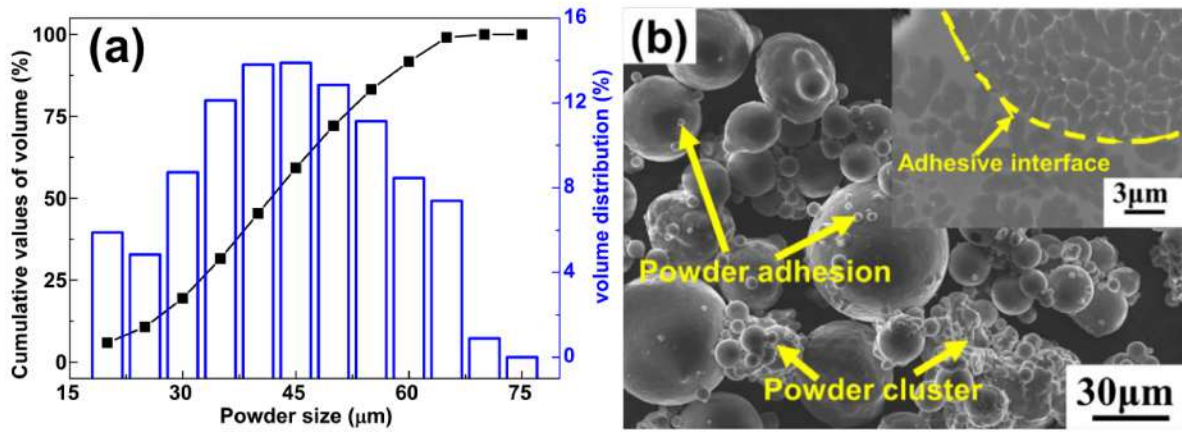 (a)
Cumulative values of volume (%)
100
75
50
25
0
15
30
45
60
75
Powder size (μm)
16
12
8
4
0
volume distribution (%)
(b)
Adhesive interface
3μm
Powder adhesion
Powder cluster
30μm